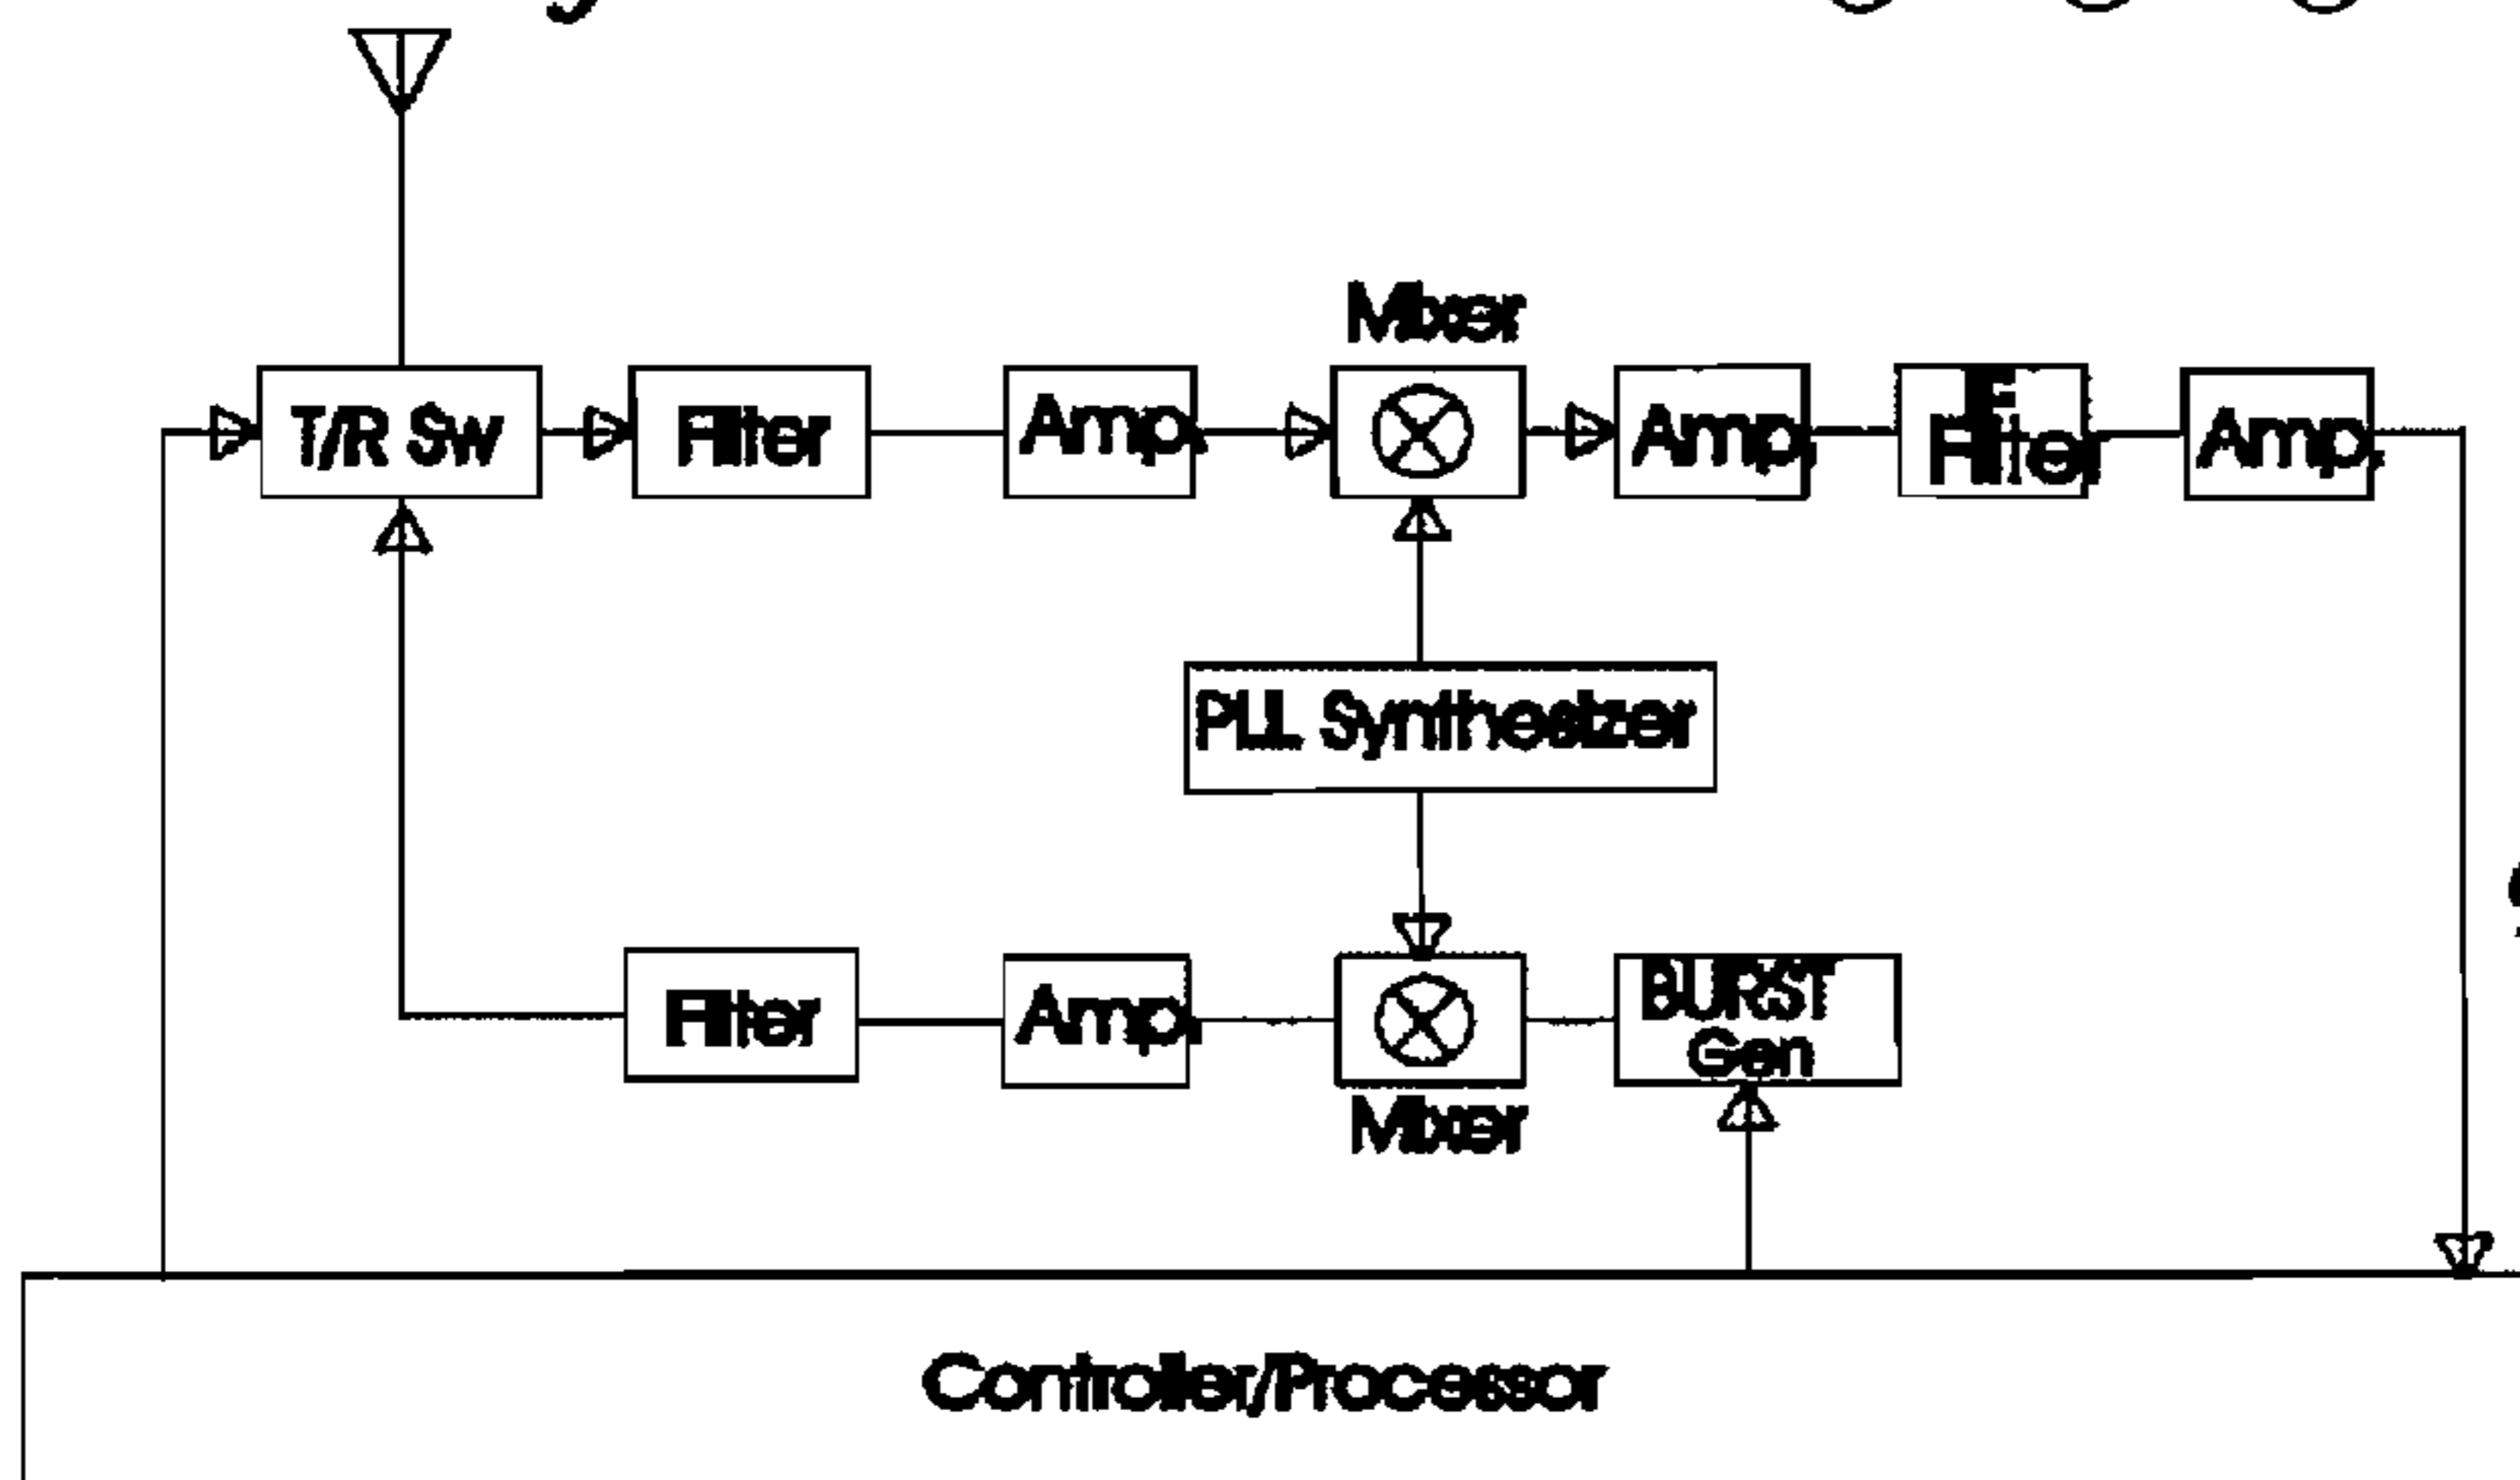 Mixer
T/R Sw
Filter
Amp.
Amp.
IF
Filter
Amp.
PLL Synthesizer
Filter
Amp.
BURST
Gen
Mixer
Controller/Processor